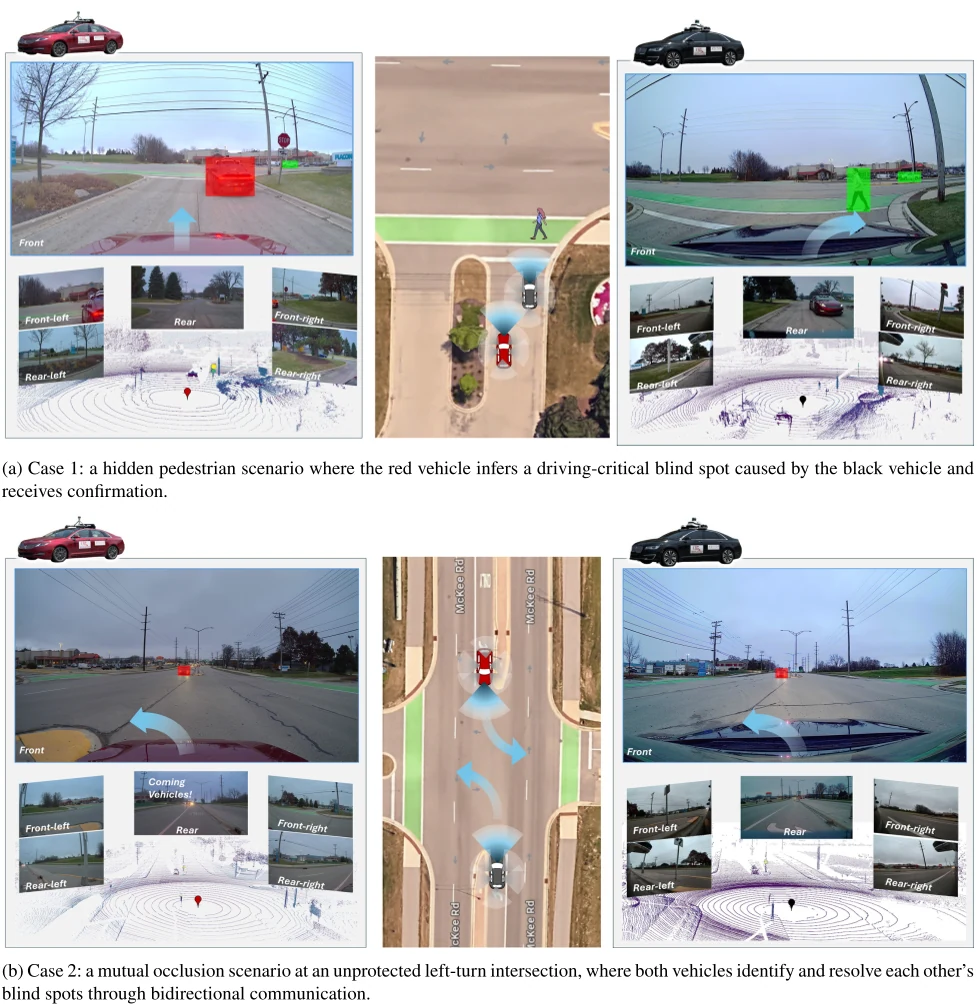 STOP
Front
Front-left
Rear
Front-right
Rear-left
Rear-right
Front
Front-left
Rear
Front-right
Rear-left
Rear-right
(a) Case 1: a hidden pedestrian scenario where the red vehicle infers a driving-critical blind spot caused by the black vehicle and
receives confirmation.
McKee Rd
McKee Rd
Front
Coming
Vehicles!
Front-left
Rear
Front-right
Rear-left
Rear-right
Front
Front-left
Rear
Front-right
Rear-left
Rear-right
cKee Rd
Rd
(b) Case 2: a mutual occlusion scenario at an unprotected left-turn intersection, where both vehicles identify and resolve each other's
blind spots through bidirectional communication.